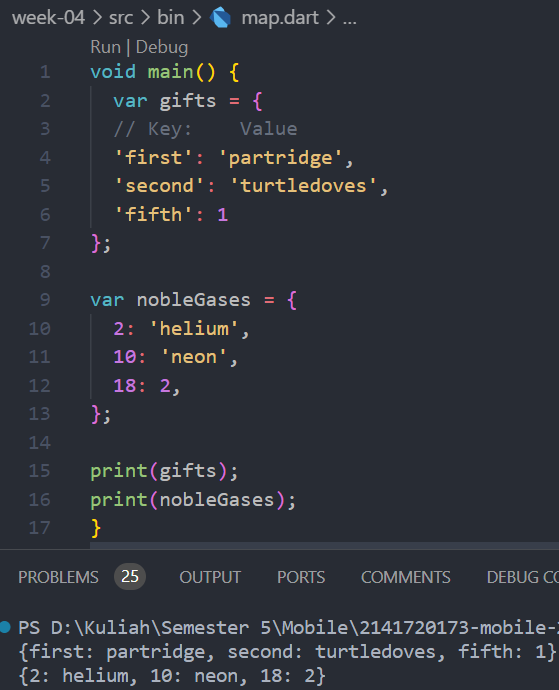 week-04 > src > bin > map.dart > ...
Run | Debug
1 void main() {
2 var gifts = {
3 // Key: Value
4 'first': 'partridge',
5 'second': 'turtledoves',
6 'fifth': 1
7 };
8
9 var nobleGases = {
10 2: 'helium',
11 10: 'neon',
12 18: 2,
13 };
14
15 print(gifts);
16 print(nobleGases);
17 }
PROBLEMS 25 OUTPUT PORTS COMMENTS DEBUG CO
PS D:\Kuliah\Semester 5\Mobile\2141720173-mobile-
{first: partridge, second: turtledoves, fifth: 1}
{2: helium, 10: neon, 18: 2}